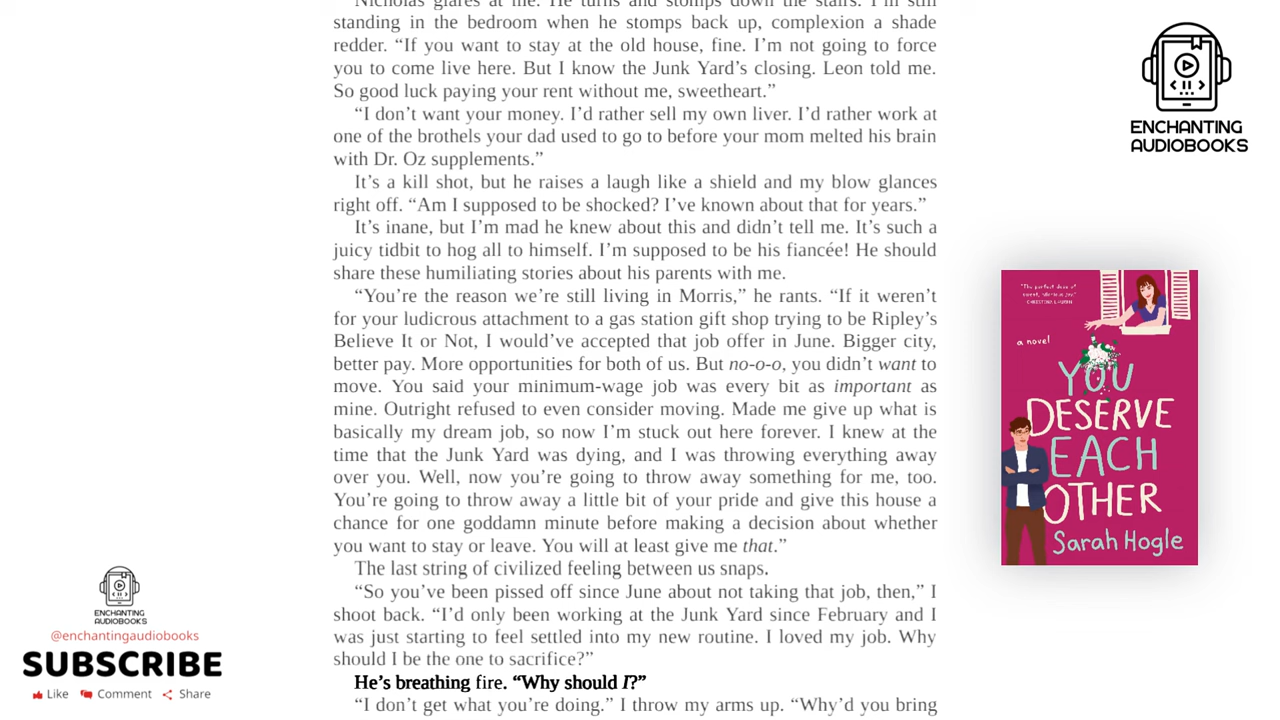 Nicholas glares at me. He turns and stomps down the stairs. I'm still
standing in the bedroom when he stomps back up, complexion a shade
redder. “If you want to stay at the old house, fine. I'm not going to force
you to come live here. But I know the Junk Yard's closing. Leon told me.
So good luck paying your rent without me, sweetheart.”
“I don't want your money. I'd rather sell my own liver. I'd rather work at
one of the brothels your dad used to go to before your mom melted his brain
with Dr. Oz supplements.”
It's a kill shot, but he raises a laugh like a shield and my blow glances
right off. “Am I supposed to be shocked? I've known about that for years.”
It's inane, but I'm mad he knew about this and didn't tell me. It's such a
juicy tidbit to hog all to himself. I'm supposed to be his fiancée! He should
share these humiliating stories about his parents with me.
“You're the reason we're still living in Morris,” he rants. “If it weren't
for your ludicrous attachment to a gas station gift shop trying to be Ripley's
Believe It or Not, I would've accepted that job offer in June. Bigger city,
better pay. More opportunities for both of us. But no-o-o, you didn't want to
move. You said your minimum-wage job was every bit as important as
mine. Outright refused to even consider moving. Made me give up what is
basically my dream job, so now I'm stuck out here forever. I knew at the
time that the Junk Yard was dying, and I was throwing everything away
over you. Well, now you're going to throw away something for me, too.
You're going to throw away a little bit of your pride and give this house a
chance for one goddamn minute before making a decision about whether
you want to stay or leave. You will at least give me that.”
The last string of civilized feeling between us snaps.
“So you've been pissed off since June about not taking that job, then,” I
shoot back. “I'd only been working at the Junk Yard since February and I
was just starting to feel settled into my new routine. I loved my job. Why
should I be the one to sacrifice?”
He's breathing fire. “Why should I?”
“I don't get what you're doing.” I throw my arms up. “Why'd you bring
ENCHANTING
AUDIOBOOKS
a novel
YOU
DESERVE
EACH
OTHER
Sarah Hogle
ENCHANTING
AUDIOBOOKS
@enchantingaudiobooks
SUBSCRIBE
Like Comment Share